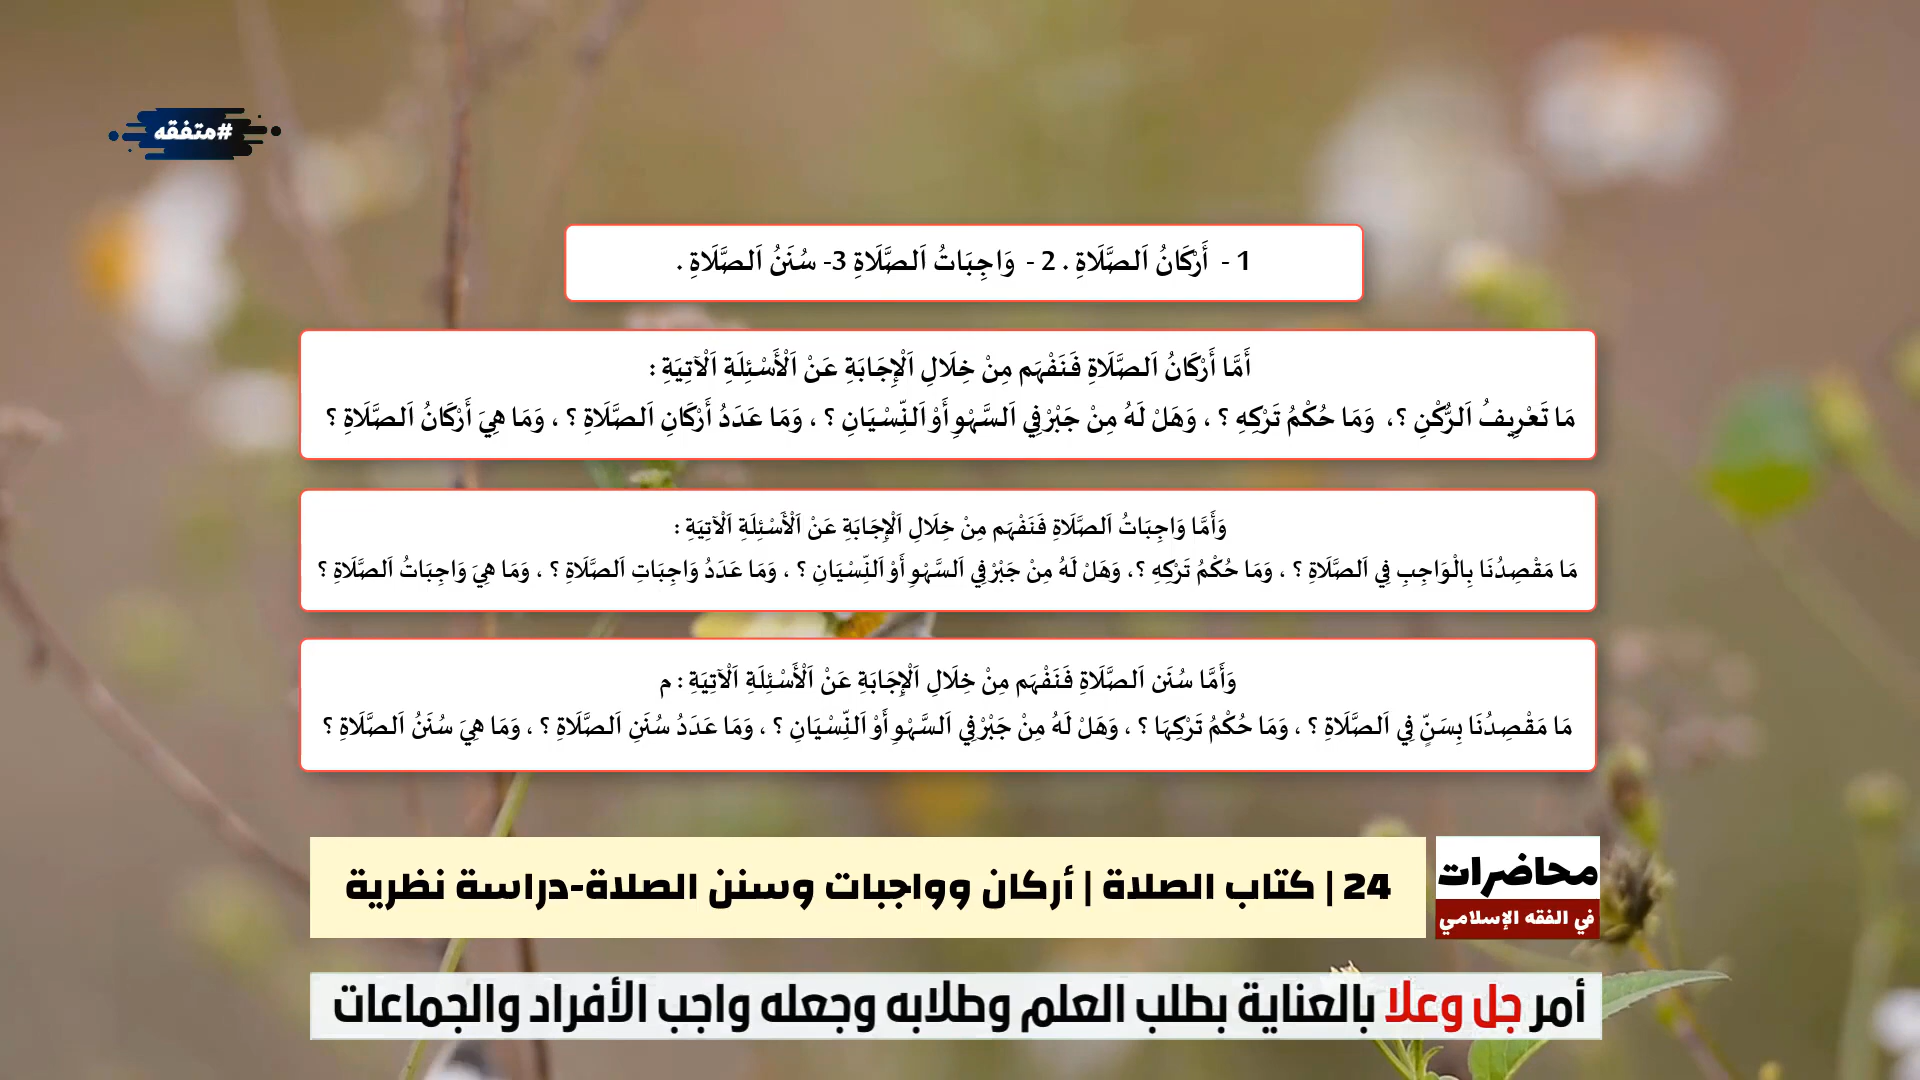 #متفقه
1 - أَرْكَانُ اَلصَّلَاةِ . 2 - وَاجِبَاتُ اَلصَّلَاةِ 3- سُنَنُ اَلصَّلَاةِ .
أَمَّا أَرْكَانُ اَلصَّلَاةِ فَنَفْهَم مِنْ خِلَالِ اَلْإِجَابَةِ عَنْ اَلْأَسْئِلَةِ اَلْآتِيَةِ :
مَا تَعْرِيفُ اَلرُّكْنِ ؟، وَمَا حُكْمُ تَرْكِهِ ؟ ، وَهَلْ لَهُ مِنْ جَبْرٍ فِي اَلسَّهْوِ أَوْ اَلنِّسْيَانِ ؟ ، وَمَا عَدَدُ أَرْكَانِ اَلصَّلَاةِ ؟ ، وَمَا هِيَ أَرْكَانُ اَلصَّلَاةِ ؟
وَأَمَّا وَاجِبَاتُ اَلصَّلَاةِ فَنَفْهَم مِنْ خِلَالِ اَلْإِجَابَةِ عَنْ اَلْأَسْئِلَةِ اَلْآتِيَةِ :
مَا مَقْصِدُنَا بِالْوَاجِبِ فِي اَلصَّلَاةِ ؟ ، وَمَا حُكْمُ تَرْكِهِ ؟، وَهَلْ لَهُ مِنْ جَبْرٍ فِي اَلسَّهْوِ أَوْ اَلنِّسْيَانِ ؟ ، وَمَا عَدَدُ وَاجِبَاتِ اَلصَّلَاةِ ؟ ، وَمَا هِيَ وَاجِبَاتُ اَلصَّلَاةِ ؟
وَأَمَّا سُنَن اَلصَّلَاةِ فَنَفْهَم مِنْ خِلَالِ اَلْإِجَابَةِ عَنْ اَلْأَسْئِلَةِ اَلْآتِيَةِ : م
مَا مَقْصِدُنَا بِسَنٍّ فِي اَلصَّلَاةِ ؟ ، وَمَا حُكْمُ تَرْكِهَا ؟ ، وَهَلْ لَهُ مِنْ جَبْرٍ فِي اَلسَّهْوِ أَوْ اَلنِّسْيَانِ ؟ ، وَمَا عَدَدُ سُنَنِ اَلصَّلَاةِ ؟ ، وَمَا هِيَ سُنَنُ اَلصَّلَاةِ ؟
محاضرات
في الفقه الإسلامي
24 | كتاب الصلاة | أركان وواجبات وسنن الصلاة-دراسة نظرية
أمر جل وعلا بالعناية بطلب العلم وطلابه وجعله واجب الأفراد والجماعات